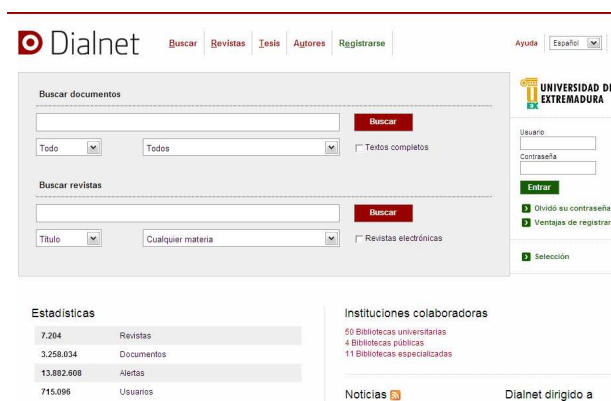 Dialnet
Buscar Revistas Tesis Autores Registrarse
Ayuda Español
Buscar documentos
Buscar
Todo Todos Textos completos
Buscar revistas
Buscar
Título Cualquier materia Revistas electrónicas
UNIVERSIDAD DE
EXTREMADURA
EX
Usuario
Contraseña
Entrar
Olvidó su contraseña
Ventajas de registrar
Selección
Estadísticas
7.204 Revistas
3.258.034 Documentos
13.882.608 Alertas
715.096 Usuarios
Instituciones colaboradoras
50 Bibliotecas universitarias
4 Bibliotecas públicas
11 Bibliotecas especializadas
Noticias
Dialnet dirigido a